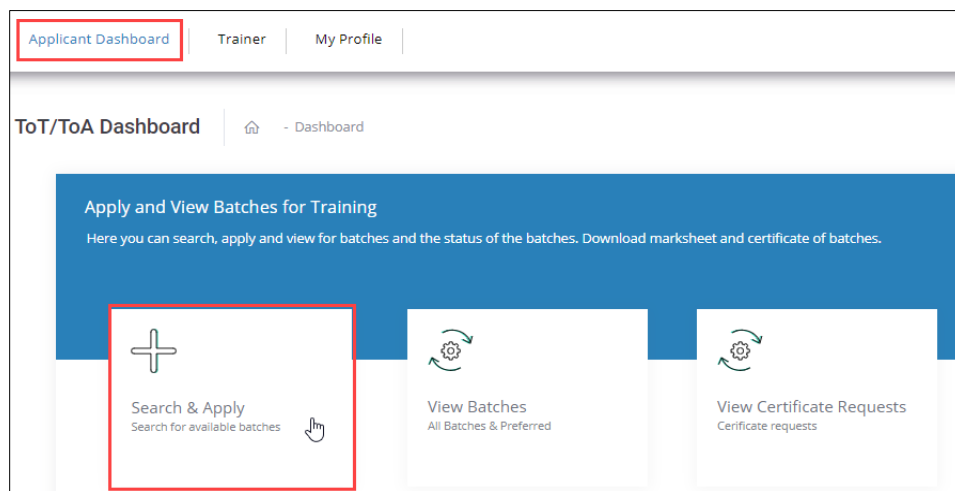 Applicant Dashboard Trainer My Profile
ToT/ToA Dashboard - Dashboard
Apply and View Batches for Training
Here you can search, apply and view for batches and the status of the batches. Download marksheet and certificate of batches.
Search & Apply View Batches View Certificate Requests
Search for available batches All Batches & Preferred Cerificate requests